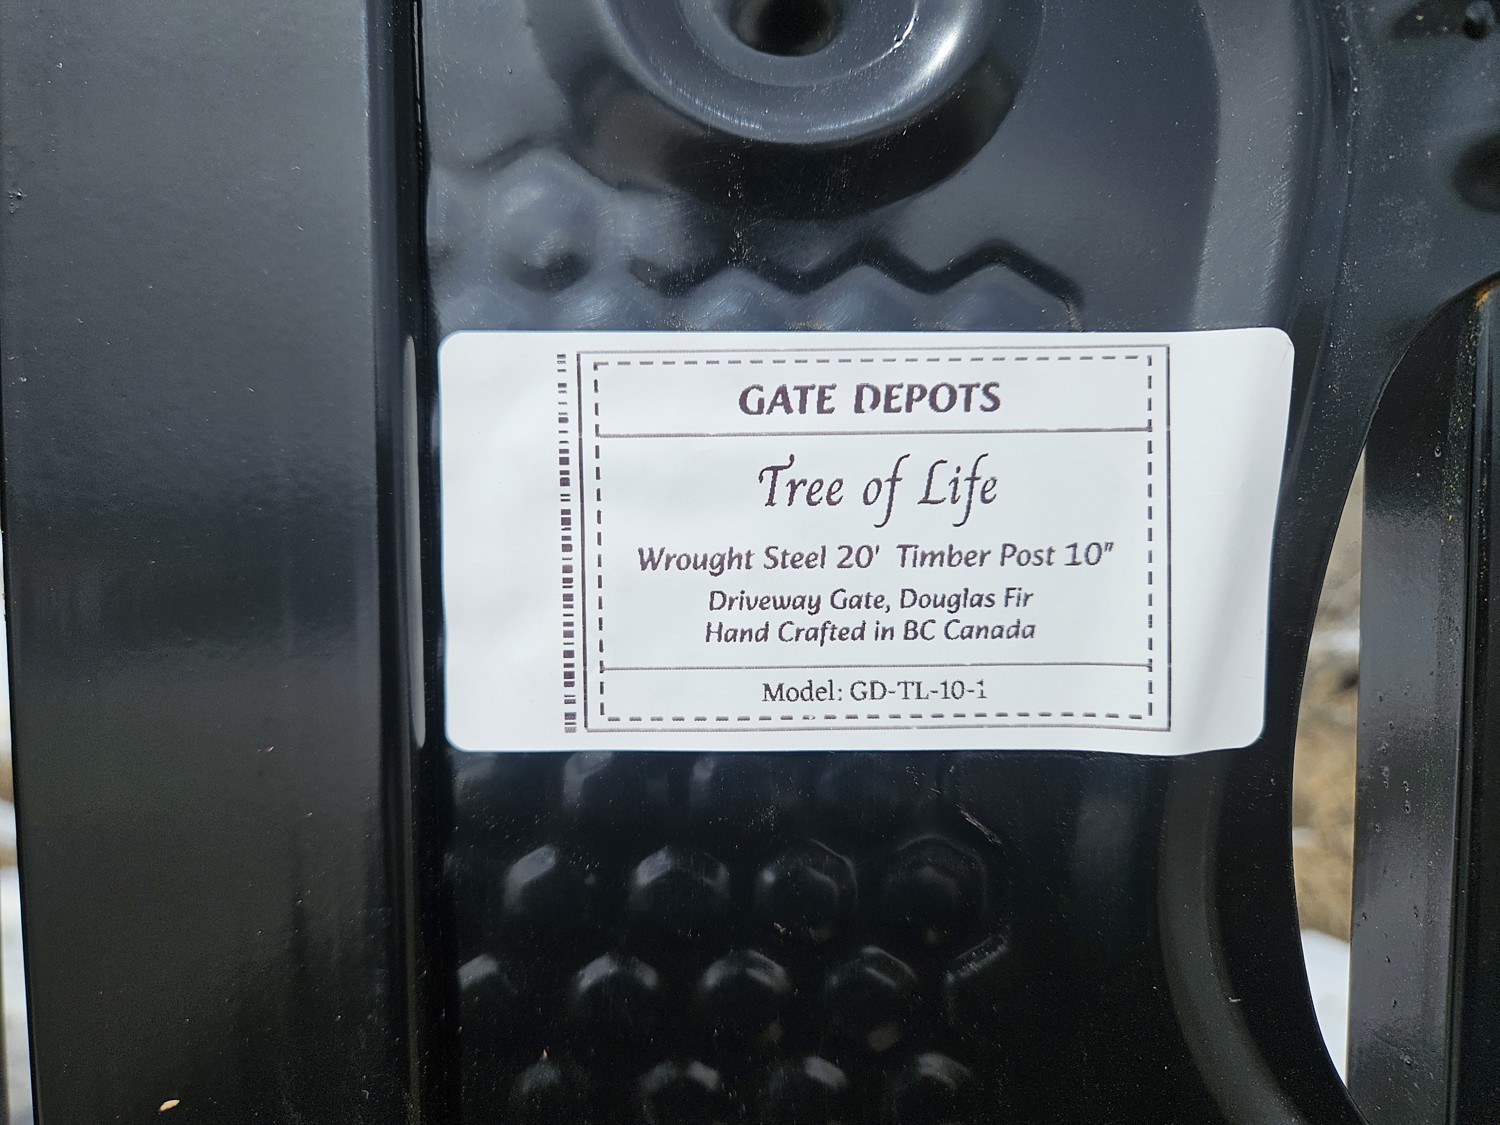 GATE DEPOTS
Tree of Life
Wrought Steel 20' Timber Post 10"
Driveway Gate, Douglas Fir
Hand Crafted in BC Canada
Model: GD-TL-10-1